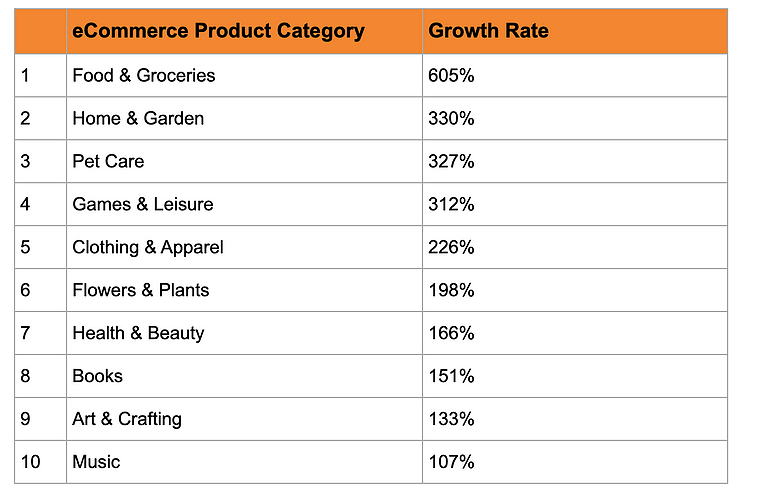 eCommerce Product Category Growth Rate
1 Food & Groceries 605%
2 Home & Garden 330%
3 Pet Care 327%
4 Games & Leisure 312%
5 Clothing & Apparel 226%
6 Flowers & Plants 198%
7 Health & Beauty 166%
8 Books 151%
9 Art & Crafting 133%
10 Music 107%